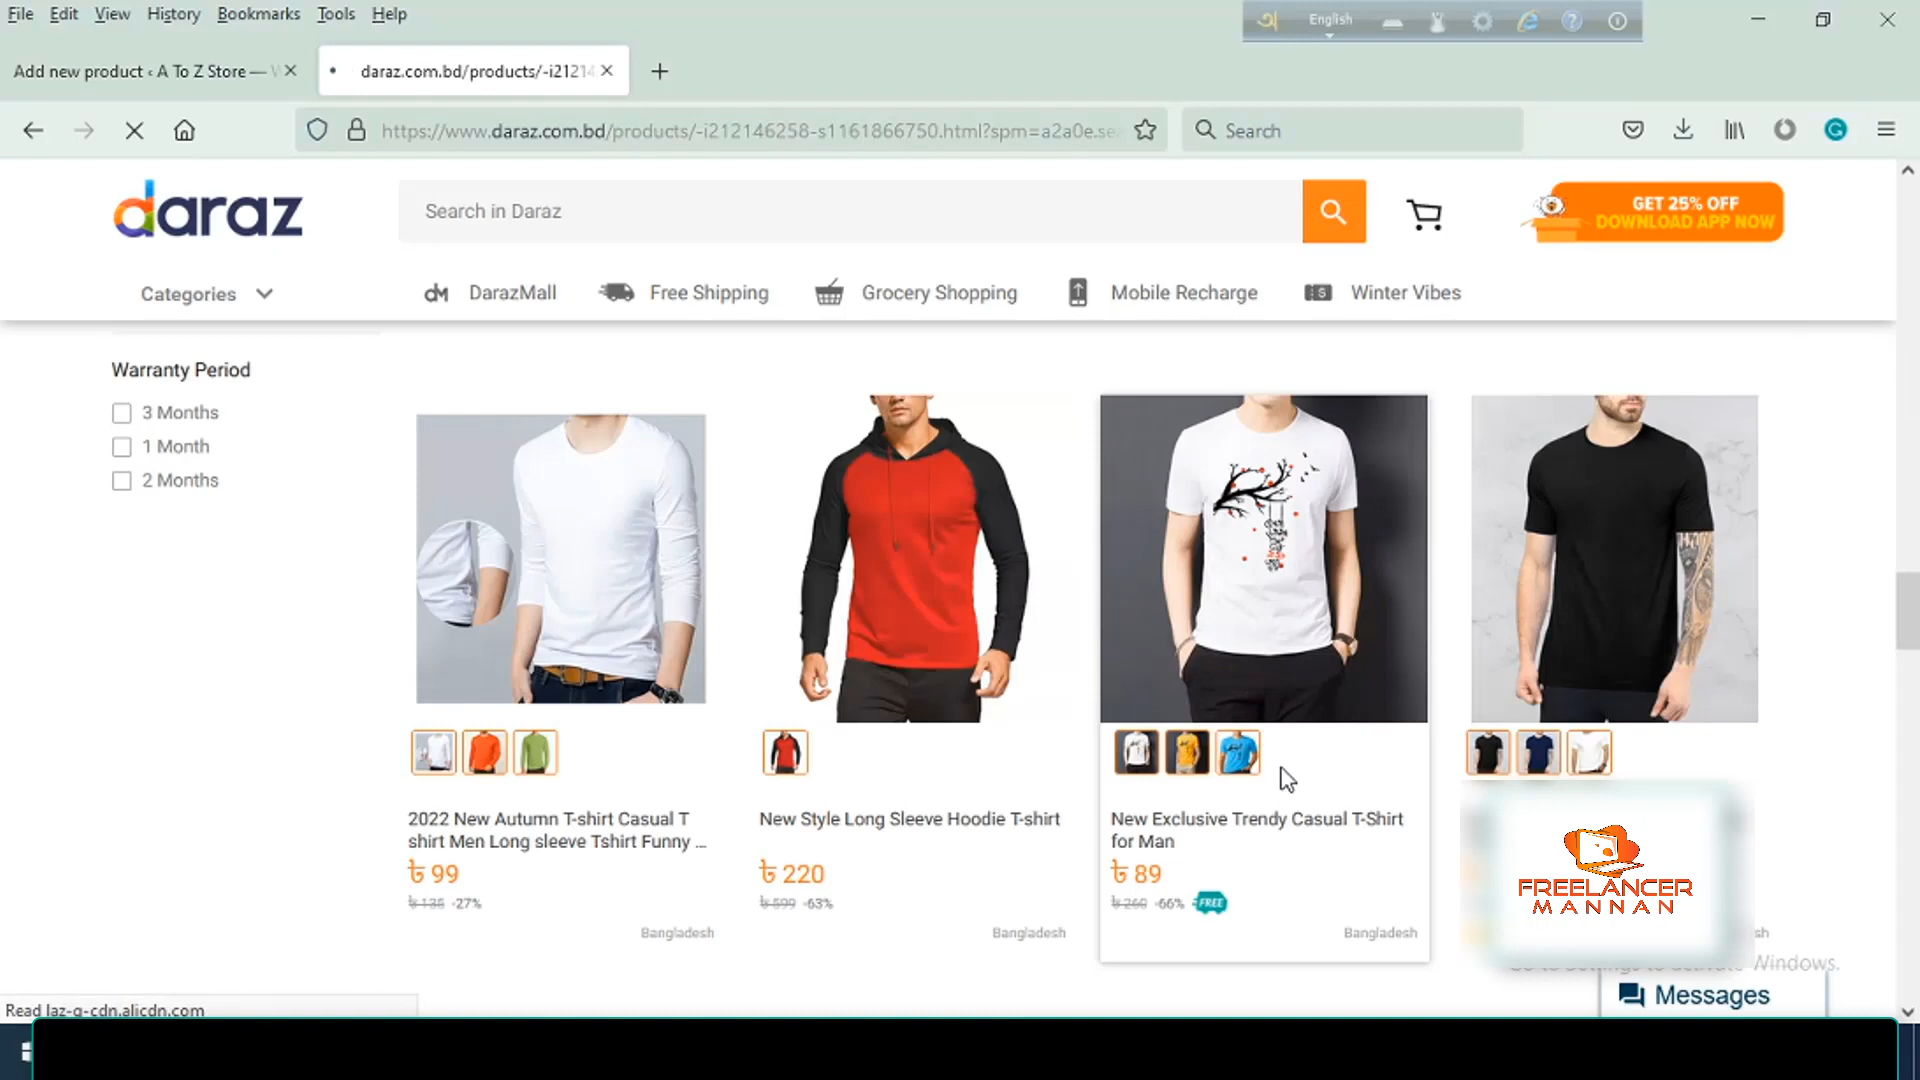 File Edit View History Bookmarks Tools Help
অ English
Add new product ‹ A To Z Store —
daraz.com.bd/products/-i21214
https://www.daraz.com.bd/products/-i212146258-s1161866750.html?spm=a2a0e.sea
Search
daraz
Search in Daraz
GET 25% OFF
DOWNLOAD APP NOW
Categories
DarazMall
Free Shipping
Grocery Shopping
Mobile Recharge
Winter Vibes
Warranty Period
3 Months
1 Month
2 Months
2022 New Autumn T-shirt Casual T
shirt Men Long sleeve Tshirt Funny ...
৳ 99
৳ 135 -27%
Bangladesh
New Style Long Sleeve Hoodie T-shirt
৳ 220
৳ 599 -63%
Bangladesh
New Exclusive Trendy Casual T-Shirt
for Man
৳ 89
৳ 260 -66% FREE
Bangladesh
FREELANCER
MANNAN
Windows.
Messages
Read laz-g-cdn.alicdn.com